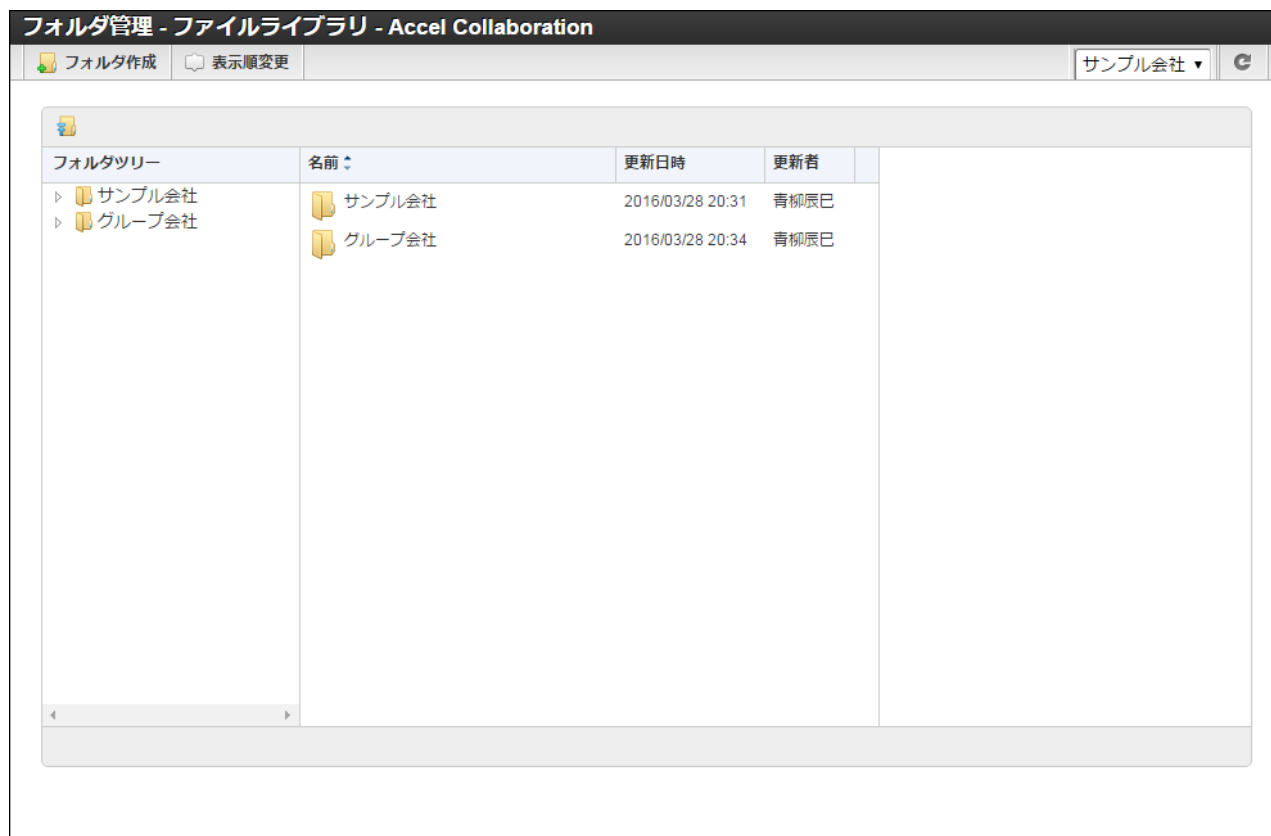 フォルダ管理 - ファイルライブラリ - Accel Collaboration
フォルダ作成 表示順変更 サンプル会社
フォルダツリー 名前 更新日時 更新者
サンプル会社 サンプル会社 2016/03/28 20:31 青柳辰巳
グループ会社 グループ会社 2016/03/28 20:34 青柳辰巳